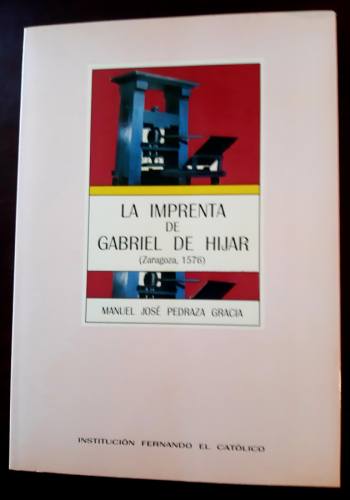 LA IMPRENTA
DE
GABRIEL DE HIJAR
(Zaragoza, 1576)
MANUEL JOSÉ PEDRAZA GRACIA
INSTITUCIÓN FERNANDO EL CATÓLICO